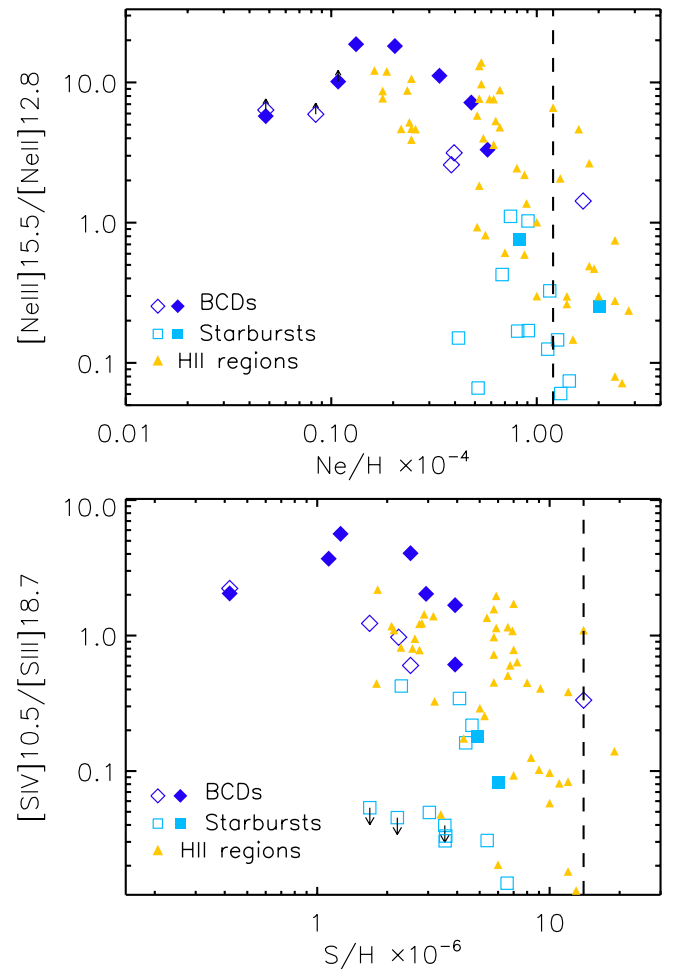 [NeIII]15.5/[NeII]12.8
10.0
1.0
0.1
BCDs
Starbursts
HII regions
0.01 0.10 1.00
Ne/H ×10⁻⁴
[SIV]10.5/[SIII]18.7
10.0
1.0
0.1
BCDs
Starbursts
HII regions
1 10
S/H ×10⁻⁶